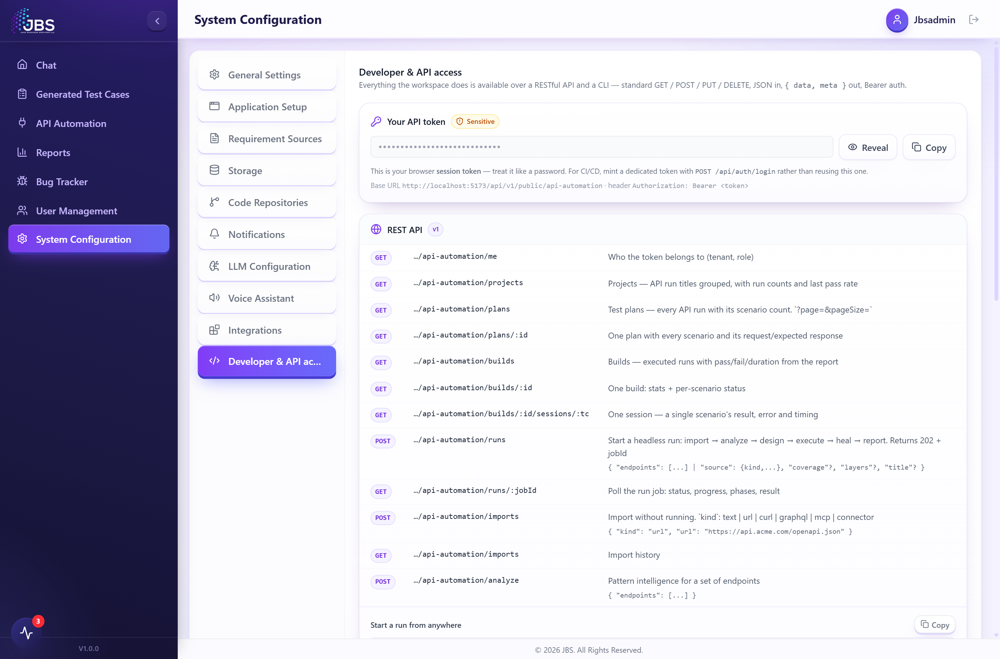 JBS
JADE BUSINESS SERVICES LLC
System Configuration
Jbsadmin
Chat
Generated Test Cases
API Automation
Reports
Bug Tracker
User Management
System Configuration
3
V1.0.0
General Settings
Application Setup
Requirement Sources
Storage
Code Repositories
Notifications
LLM Configuration
Voice Assistant
Integrations
Developer & API ac...
Developer & API access
Everything the workspace does is available over a RESTful API and a CLI — standard GET / POST / PUT / DELETE, JSON in, { data, meta } out, Bearer auth.
Your API token Sensitive
•••••••••••••••••••••••••••• Reveal Copy
This is your browser session token — treat it like a password. For CI/CD, mint a dedicated token with POST /api/auth/login rather than reusing this one.
Base URL http://localhost:5173/api/v1/public/api-automation · header Authorization: Bearer <token>
REST API v1
GET …/api-automation/me Who the token belongs to (tenant, role)
GET …/api-automation/projects Projects — API run titles grouped, with run counts and last pass rate
GET …/api-automation/plans Test plans — every API run with its scenario count. `?page=&pageSize=`
GET …/api-automation/plans/:id One plan with every scenario and its request/expected response
GET …/api-automation/builds Builds — executed runs with pass/fail/duration from the report
GET …/api-automation/builds/:id One build: stats + per-scenario status
GET …/api-automation/builds/:id/sessions/:tc One session — a single scenario's result, error and timing
POST …/api-automation/runs Start a headless run: import → analyze → design → execute → heal → report. Returns 202 +
jobId
{ "endpoints": [...] | "source": {kind,...}, "coverage"?, "layers"?, "title"? }
GET …/api-automation/runs/:jobId Poll the run job: status, progress, phases, result
POST …/api-automation/imports Import without running. `kind`: text | url | curl | graphql | mcp | connector
{ "kind": "url", "url": "https://api.acme.com/openapi.json" }
GET …/api-automation/imports Import history
POST …/api-automation/analyze Pattern intelligence for a set of endpoints
{ "endpoints": [...] }
Start a run from anywhere Copy
© 2026 JBS. All Rights Reserved.